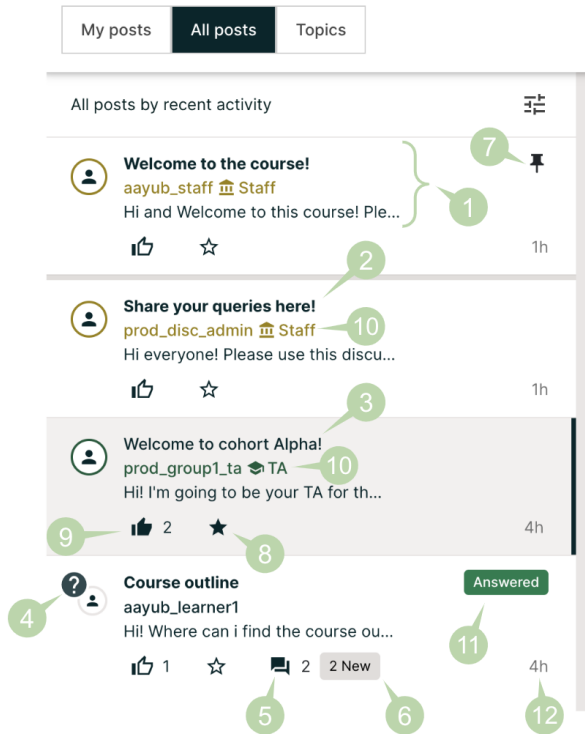 My posts All posts Topics
All posts by recent activity
7
Welcome to the course!
aayub_staff Staff
1
Hi and Welcome to this course! Ple...
1h
2
Share your queries here!
prod_disc_admin Staff 10
Hi everyone! Please use this discu...
1h
3
Welcome to cohort Alpha!
prod_group1_ta TA 10
Hi! I'm going to be your TA for th...
9 2 4h
8
Course outline Answered
4 ?
aayub_learner1
Hi! Where can i find the course ou...
11
1 2 2 New 4h
5 6 12